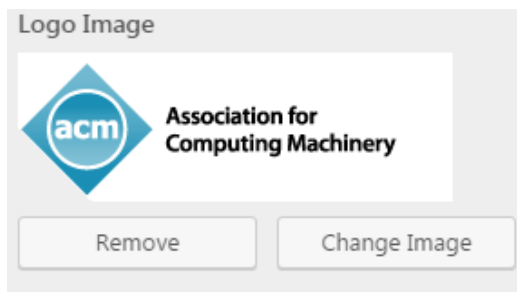 Logo Image
acm
Association for
Computing Machinery
Remove
Change Image